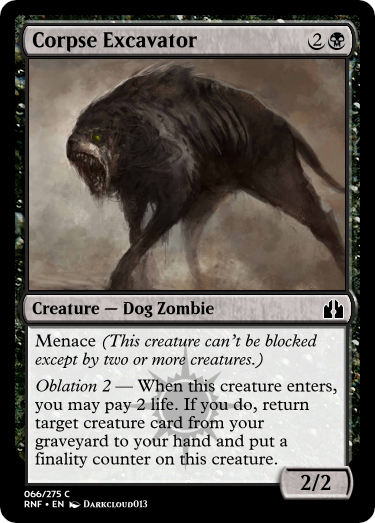 Corpse Excavator 2
Creature — Dog Zombie
Menace (This creature can't be blocked
except by two or more creatures.)
Oblation 2 — When this creature enters,
you may pay 2 life. If you do, return
target creature card from your
graveyard to your hand and put a
finality counter on this creature.
2/2
066/275 C
RNF • EN Darkcloud013